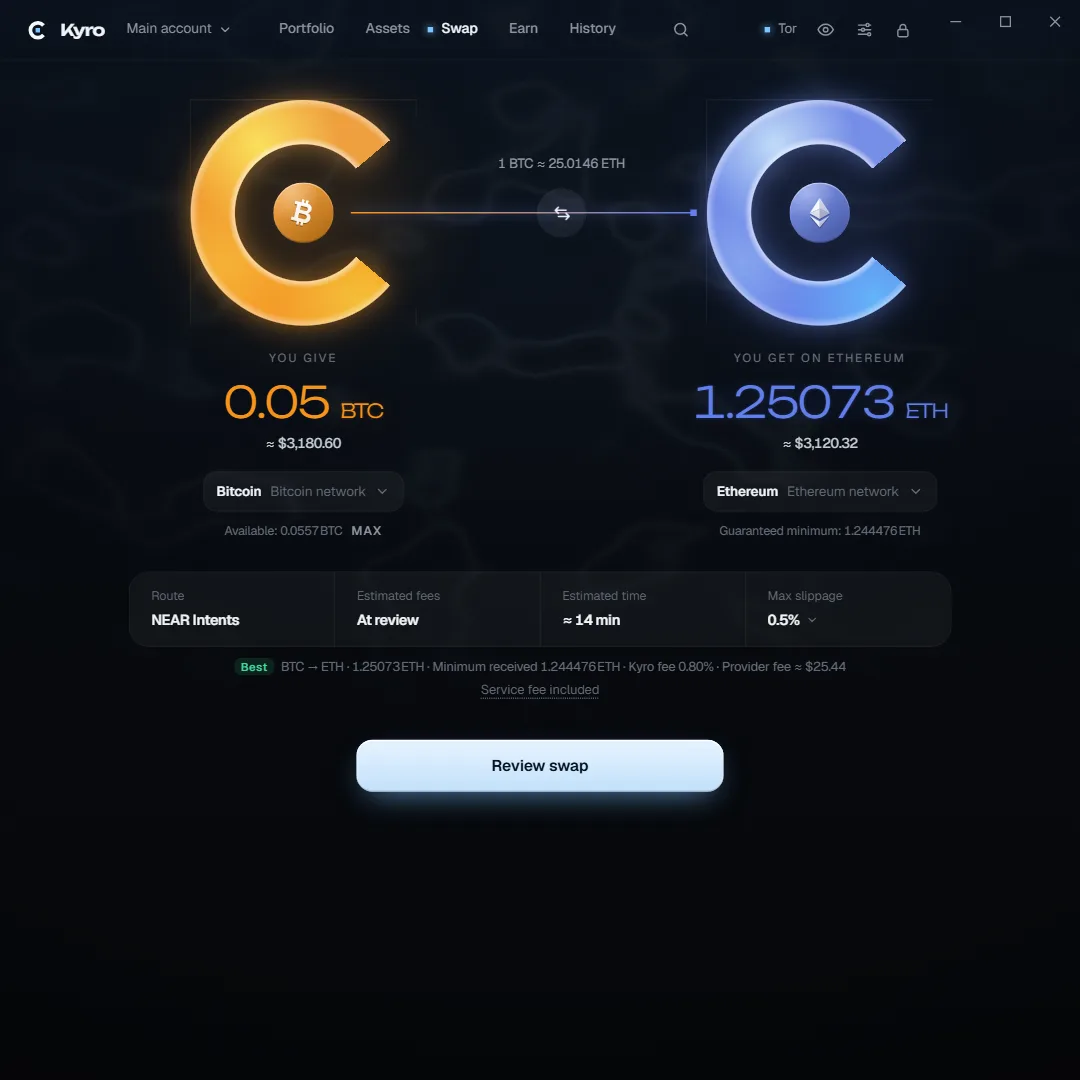 Kyro Main account Portfolio Assets Swap Earn History Tor
1 BTC ≈ 25.0146 ETH
YOU GIVE
0.05 BTC
≈ $3,180.60
Bitcoin Bitcoin network
Available: 0.0557 BTC MAX
YOU GET ON ETHEREUM
1.25073 ETH
≈ $3,120.32
Ethereum Ethereum network
Guaranteed minimum: 1.244476 ETH
Route
NEAR Intents
Estimated fees
At review
Estimated time
≈ 14 min
Max slippage
0.5%
Best BTC → ETH · 1.25073 ETH · Minimum received 1.244476 ETH · Kyro fee 0.80% · Provider fee ≈ $25.44
Service fee included
Review swap